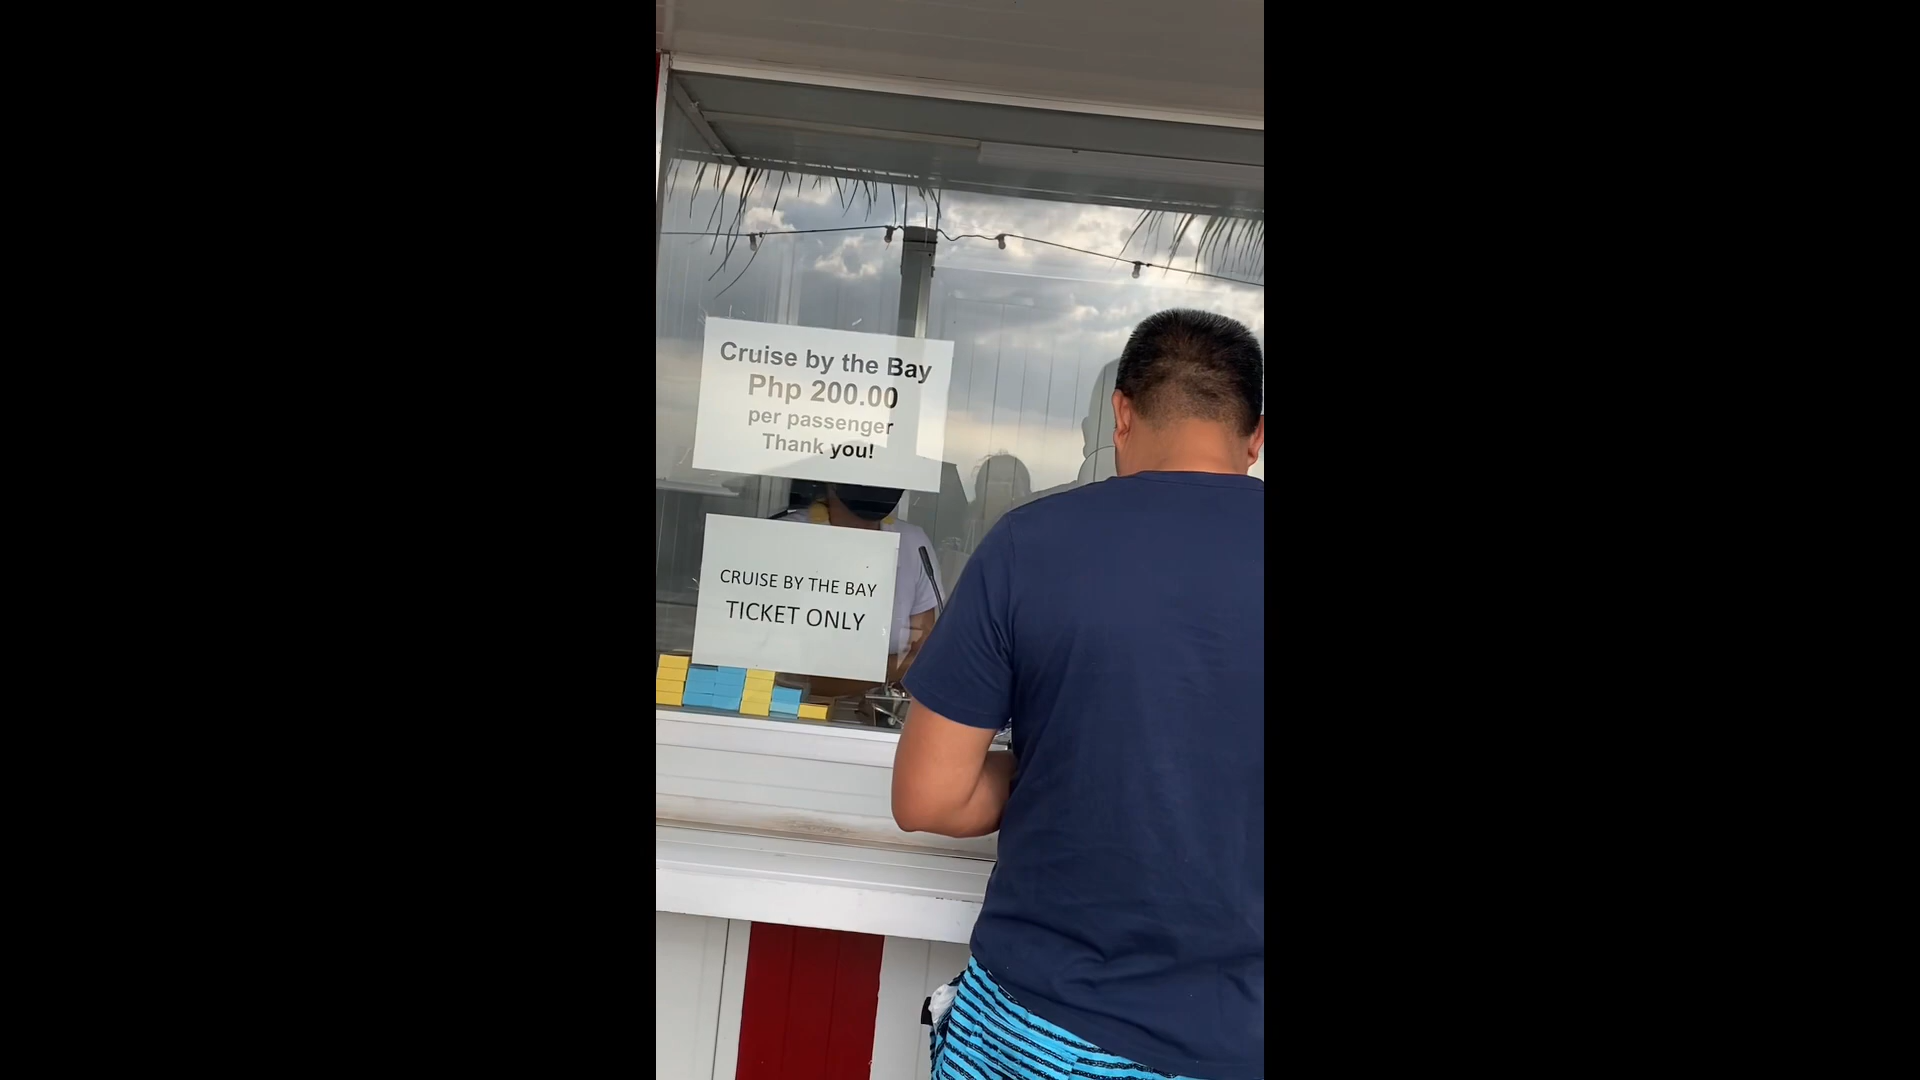 Cruise by the Bay
Php 200.00
per passenger
Thank you!
CRUISE BY THE BAY
TICKET ONLY